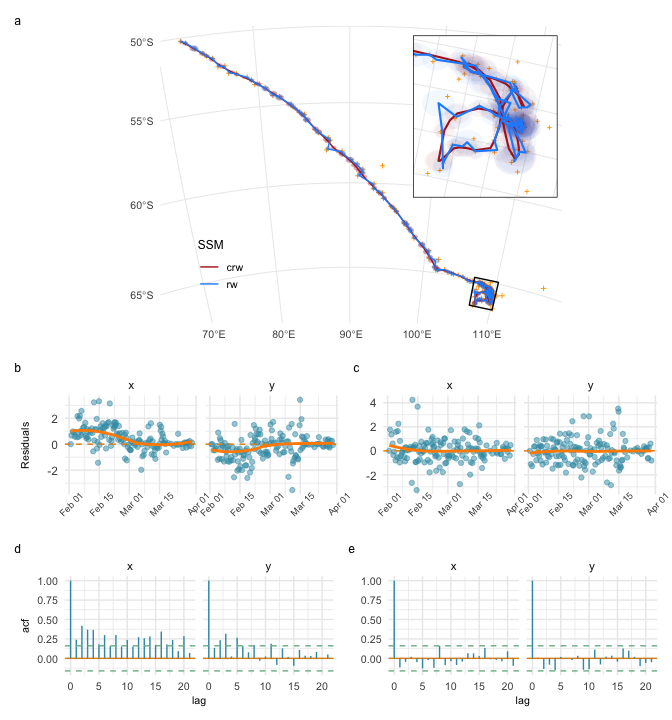 a
50°S
55°S
60°S
65°S
SSM
crw
rw
70°E 80°E 90°E 100°E 110°E
b c
x y x y
Residuals
2
0
-2
4
2
0
-2
Feb 01 Feb 15 Mar 01 Mar 15 Apr 01 Feb 01 Feb 15 Mar 01 Mar 15 Apr 01
Feb 01 Feb 15 Mar 01 Mar 15 Apr 01 Feb 01 Feb 15 Mar 01 Mar 15 Apr 01
d e
x y x y
acf
1.00 1.00
0.75 0.75
0.50 0.50
0.25 0.25
0.00 0.00
0 5 10 15 20 0 5 10 15 20 0 5 10 15 20 0 5 10 15 20
lag lag